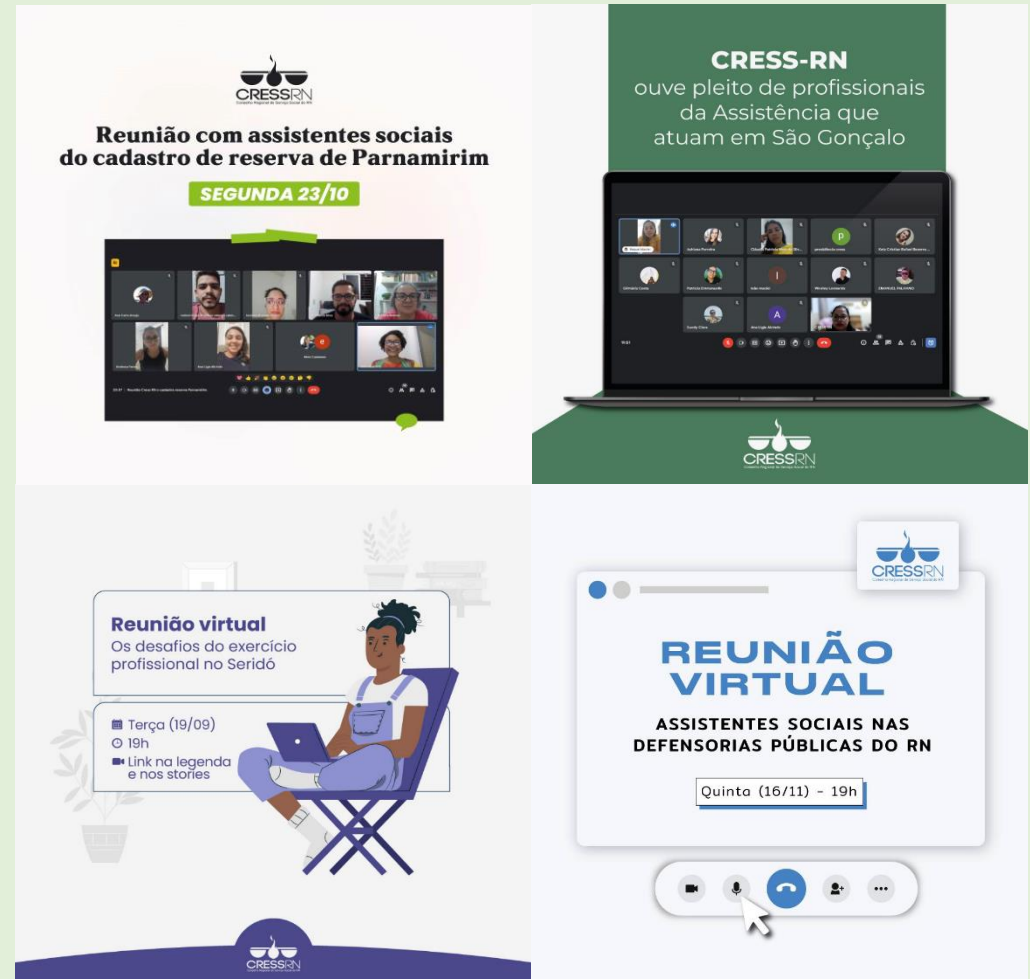 CRESSRN
Reunião com assistentes sociais
do cadastro de reserva de Parnamirim
SEGUNDA 23/10
CRESS-RN
ouve pleito de profissionais
da Assistência que
atuam em São Gonçalo
P
I
A
CRESSRN
Reunião virtual
Os desafios do exercício
profissional no Seridó
Terça (19/09)
19h
Link na legenda
e nos stories
CRESSRN
CRESSRN
REUNIÃO
VIRTUAL
ASSISTENTES SOCIAIS NAS
DEFENSORIAS PÚBLICAS DO RN
Quinta (16/11) - 19h